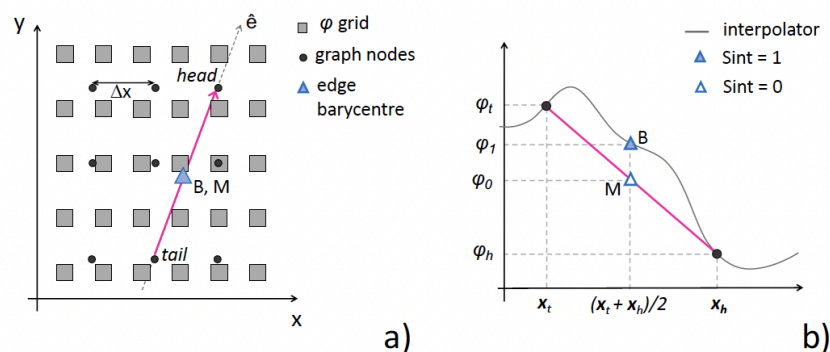 y
ê
φ grid
graph nodes
edge
barycentre
head
Δx
B, M
tail
x
a)
interpolator
Sint = 1
Sint = 0
φt
φ1
φ0
φh
B
M
xt
(xt + xh)/2
xh
b)